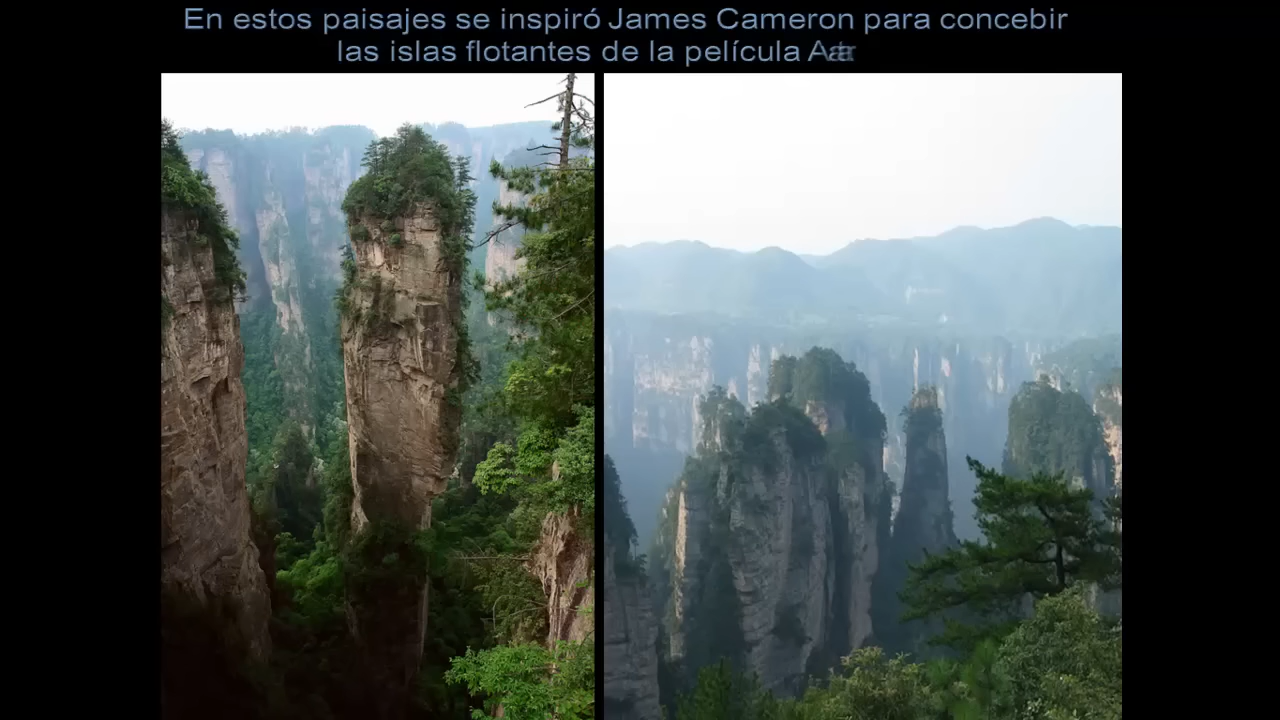 En estos paisajes se inspiró James Cameron para concebir
las islas flotantes de la película